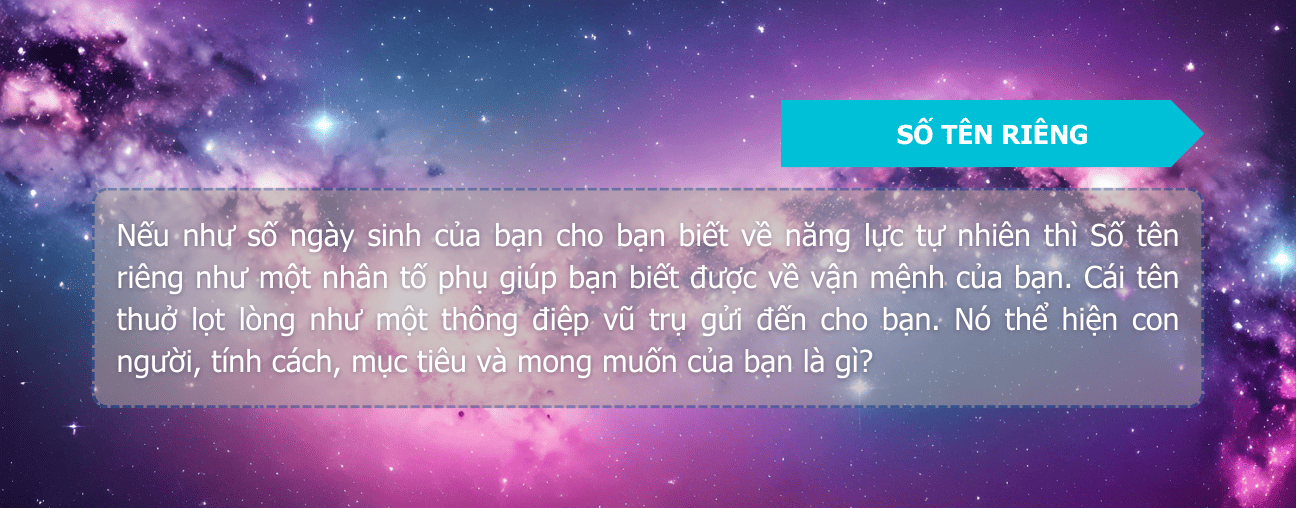 SỐ TÊN RIÊNG
Nếu như số ngày sinh của bạn cho bạn biết về năng lực tự nhiên thì Số tên
riêng như một nhân tố phụ giúp bạn biết được về vận mệnh của bạn. Cái tên
thuở lọt lòng như một thông điệp vũ trụ gửi đến cho bạn. Nó thể hiện con
người, tính cách, mục tiêu và mong muốn của bạn là gì?